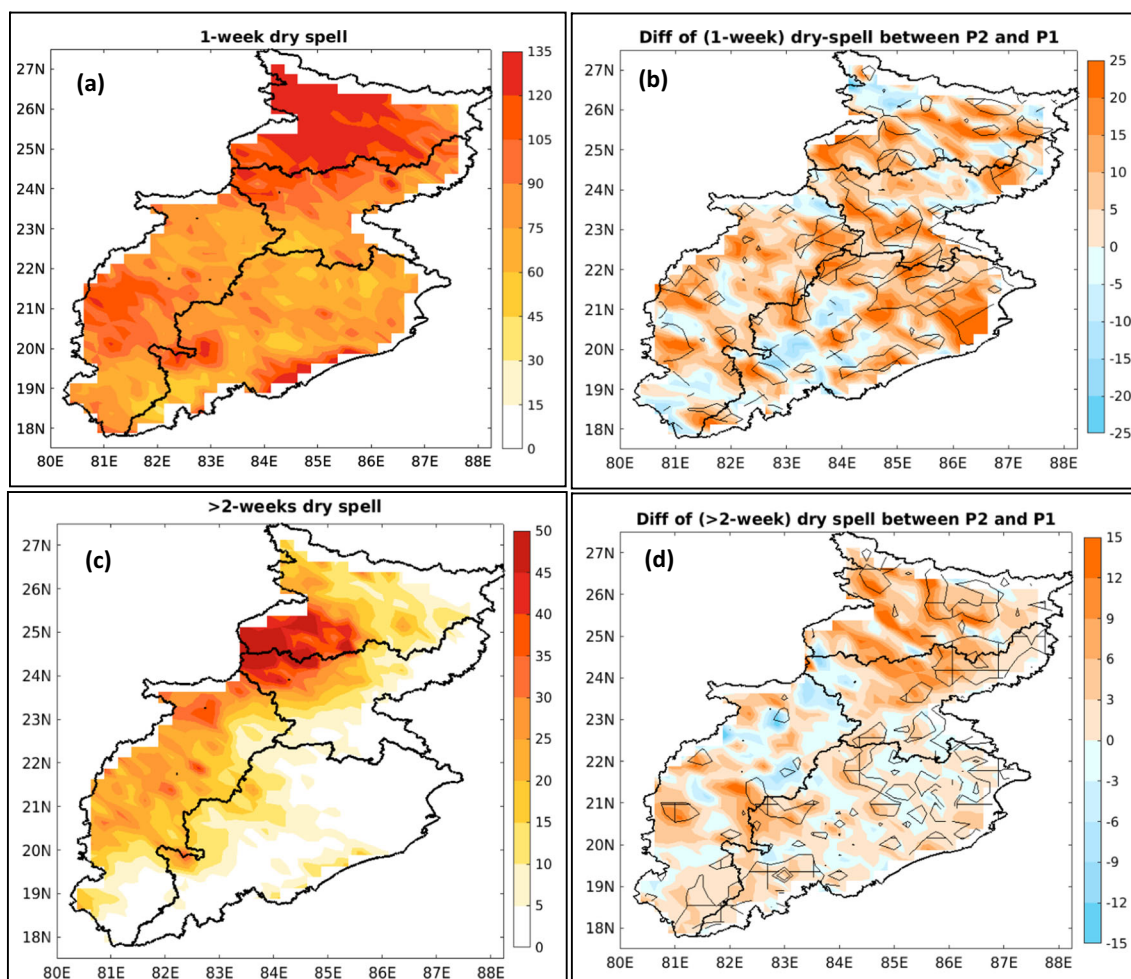 1-week dry spell
(a)
27N
26N
25N
24N
23N
22N
21N
20N
19N
18N
80E 81E 82E 83E 84E 85E 86E 87E 88E
135
120
105
90
75
60
45
30
15
0
Diff of (1-week) dry-spell between P2 and P1
(b)
27N
26N
25N
24N
23N
22N
21N
20N
19N
18N
80E 81E 82E 83E 84E 85E 86E 87E 88E
25
20
15
10
5
0
-5
-10
-15
-20
-25
>2-weeks dry spell
(c)
27N
26N
25N
24N
23N
22N
21N
20N
19N
18N
80E 81E 82E 83E 84E 85E 86E 87E 88E
50
45
40
35
30
25
20
15
10
5
0
Diff of (>2-week) dry spell between P2 and P1
(d)
27N
26N
25N
24N
23N
22N
21N
20N
19N
18N
80E 81E 82E 83E 84E 85E 86E 87E 88E
15
12
9
6
3
0
-3
-6
-9
-12
-15